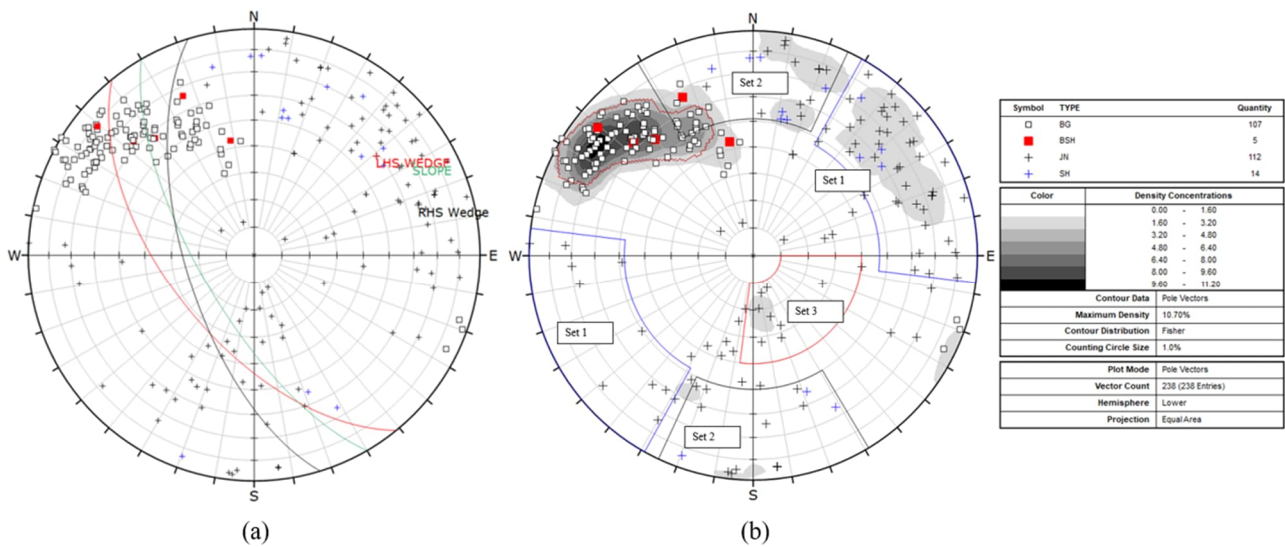 N
W
E
S
LHS WEDGE
SLOPE
RHS Wedge
(a)
N
W
E
S
Set 2
Set 1
Set 3
Set 1
Set 2
(b)
Symbol TYPE Quantity
BG 107
BSH 5
JN 112
SH 14
Color Density Concentrations
0.00 - 1.60
1.60 - 3.20
3.20 - 4.80
4.80 - 6.40
6.40 - 8.00
8.00 - 9.60
9.60 - 11.20
Contour Data Pole Vectors
Maximum Density 10.70%
Contour Distribution Fisher
Counting Circle Size 1.0%
Plot Mode Pole Vectors
Vector Count 238 (238 Entries)
Hemisphere Lower
Projection Equal Area